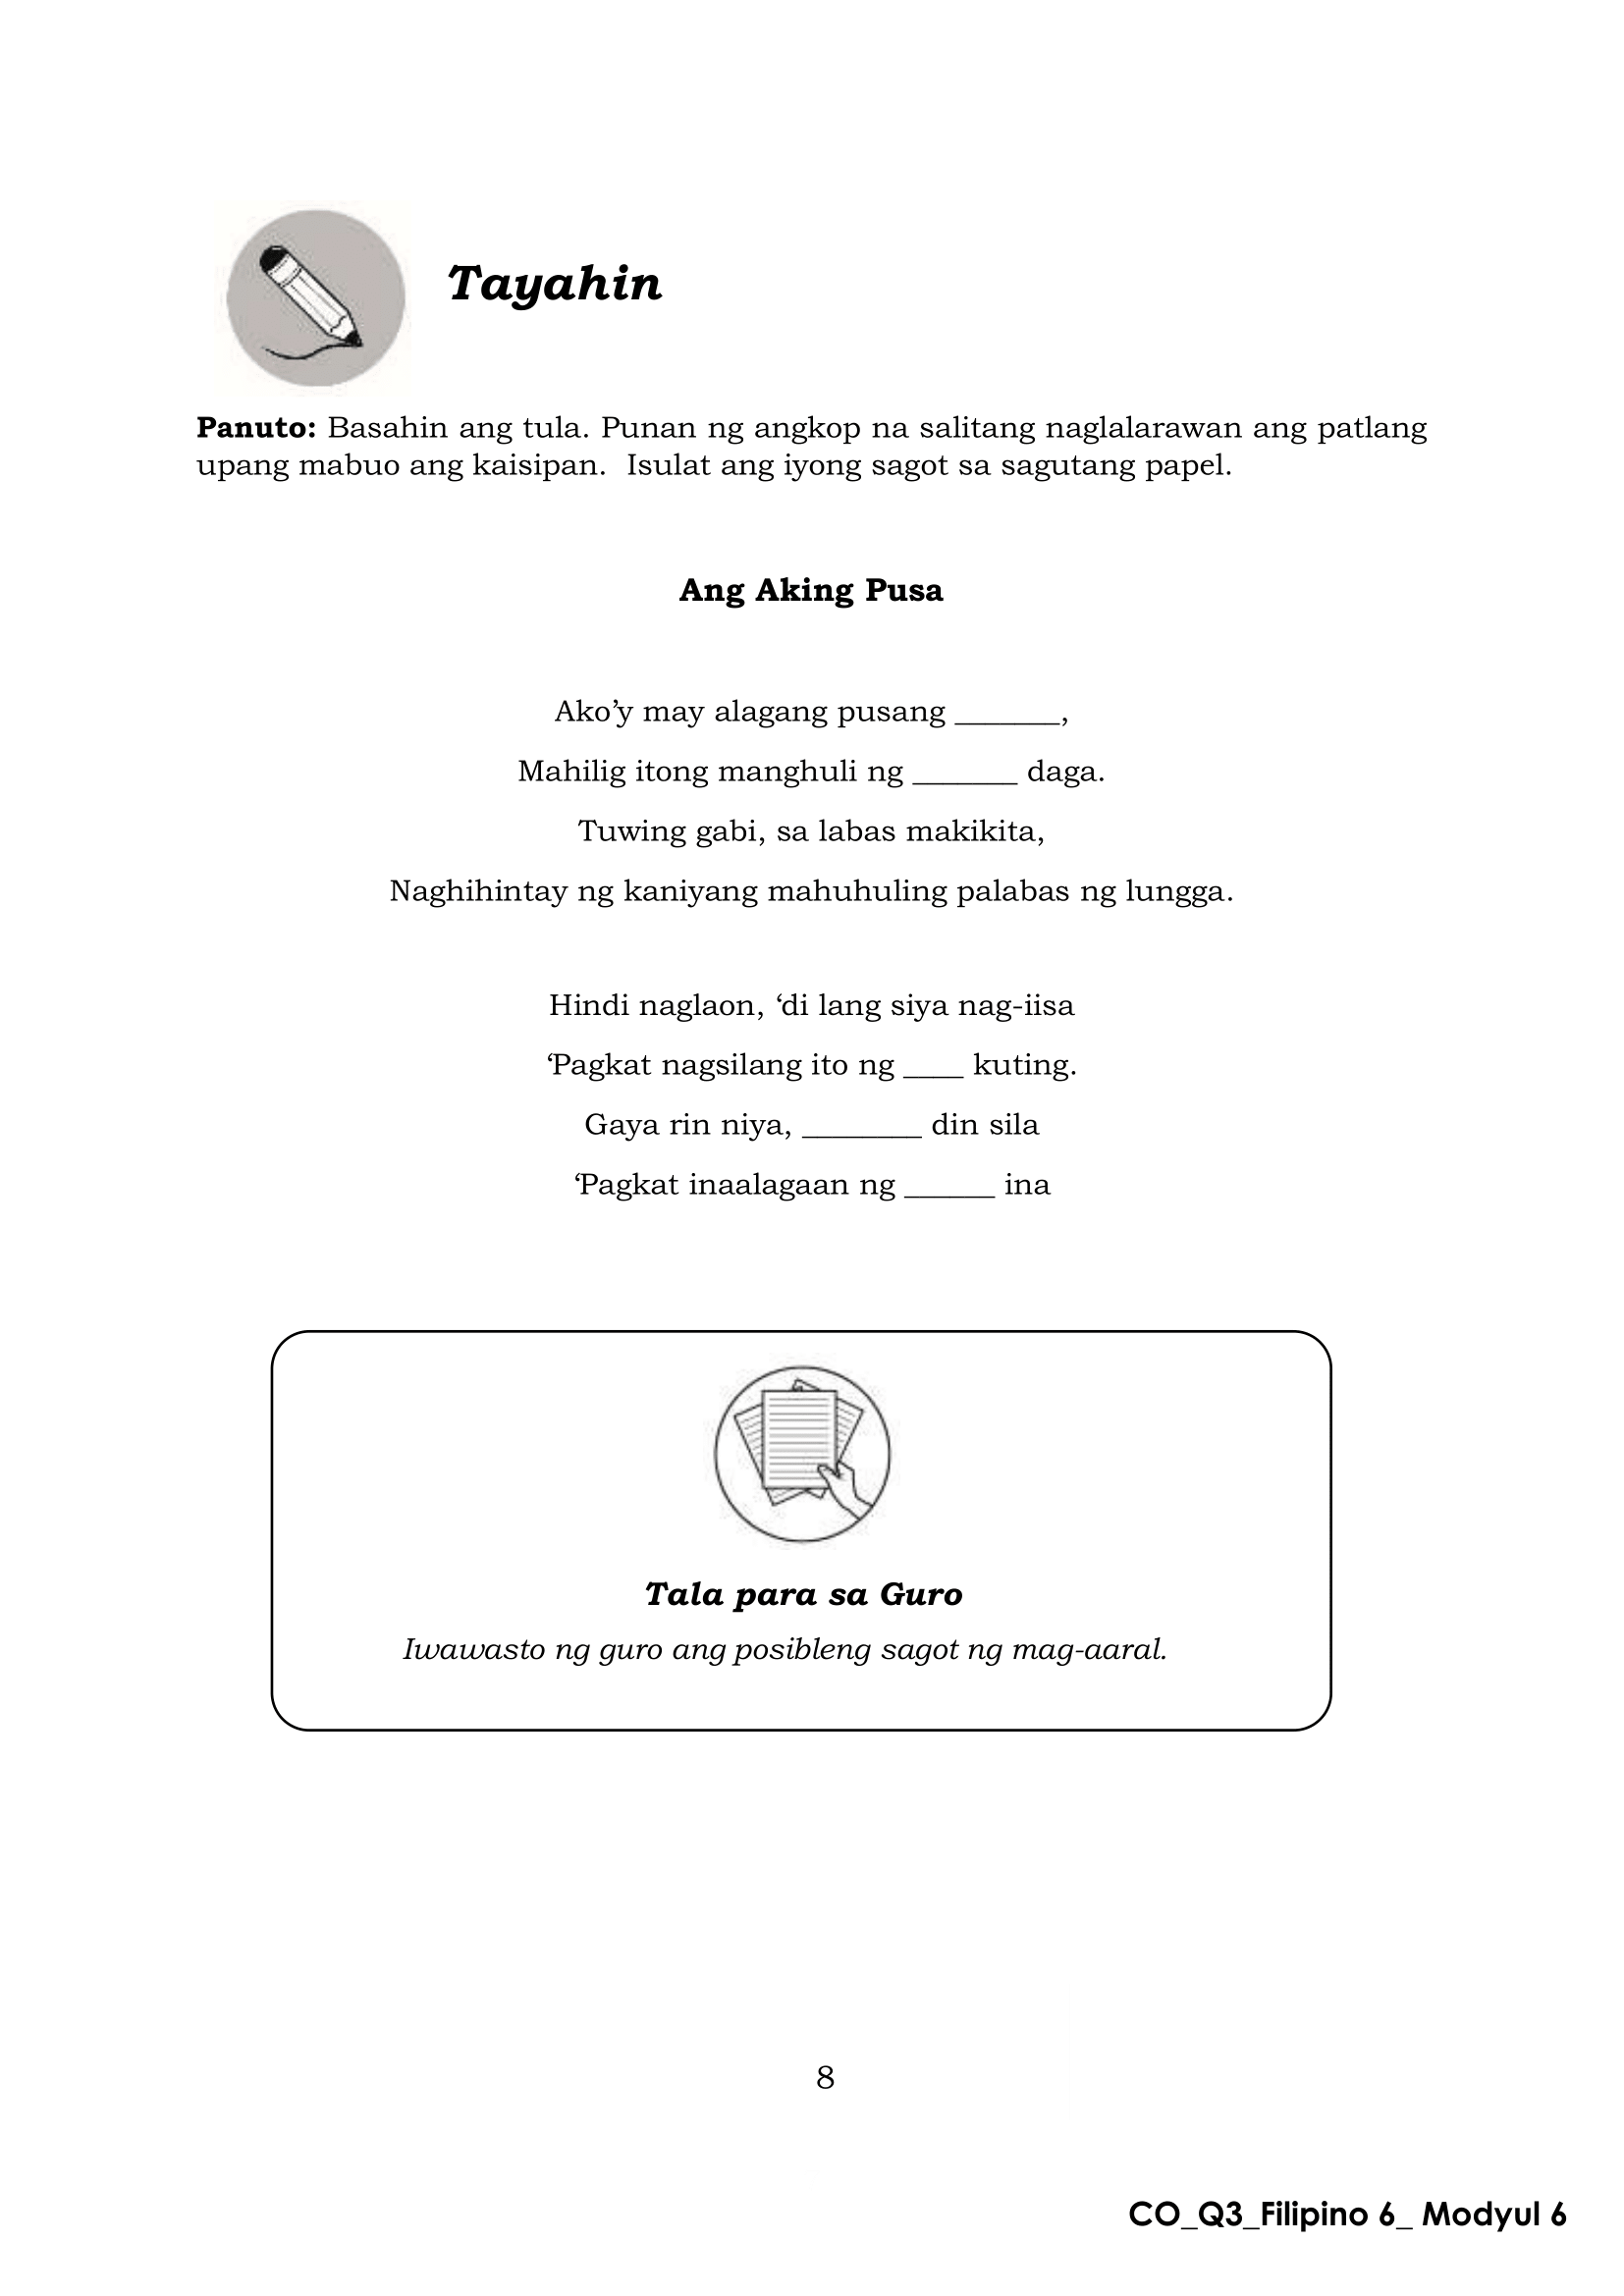 Tayahin
Panuto: Basahin ang tula. Punan ng angkop na salitang naglalarawan ang patlang
upang mabuo ang kaisipan.  Isulat ang iyong sagot sa sagutang papel.
Ang Aking Pusa
Ako’y may alagang pusang _______,
Mahilig itong manghuli ng _______ daga.
Tuwing gabi, sa labas makikita,
Naghihintay ng kaniyang mahuhuling palabas ng lungga.
Hindi naglaon, ‘di lang siya nag-iisa
‘Pagkat nagsilang ito ng ____ kuting.
Gaya rin niya, ________ din sila
‘Pagkat inaalagaan ng ______ ina
Tala para sa Guro
Iwawasto ng guro ang posibleng sagot ng mag-aaral.
8
CO_Q3_Filipino 6_ Modyul 6